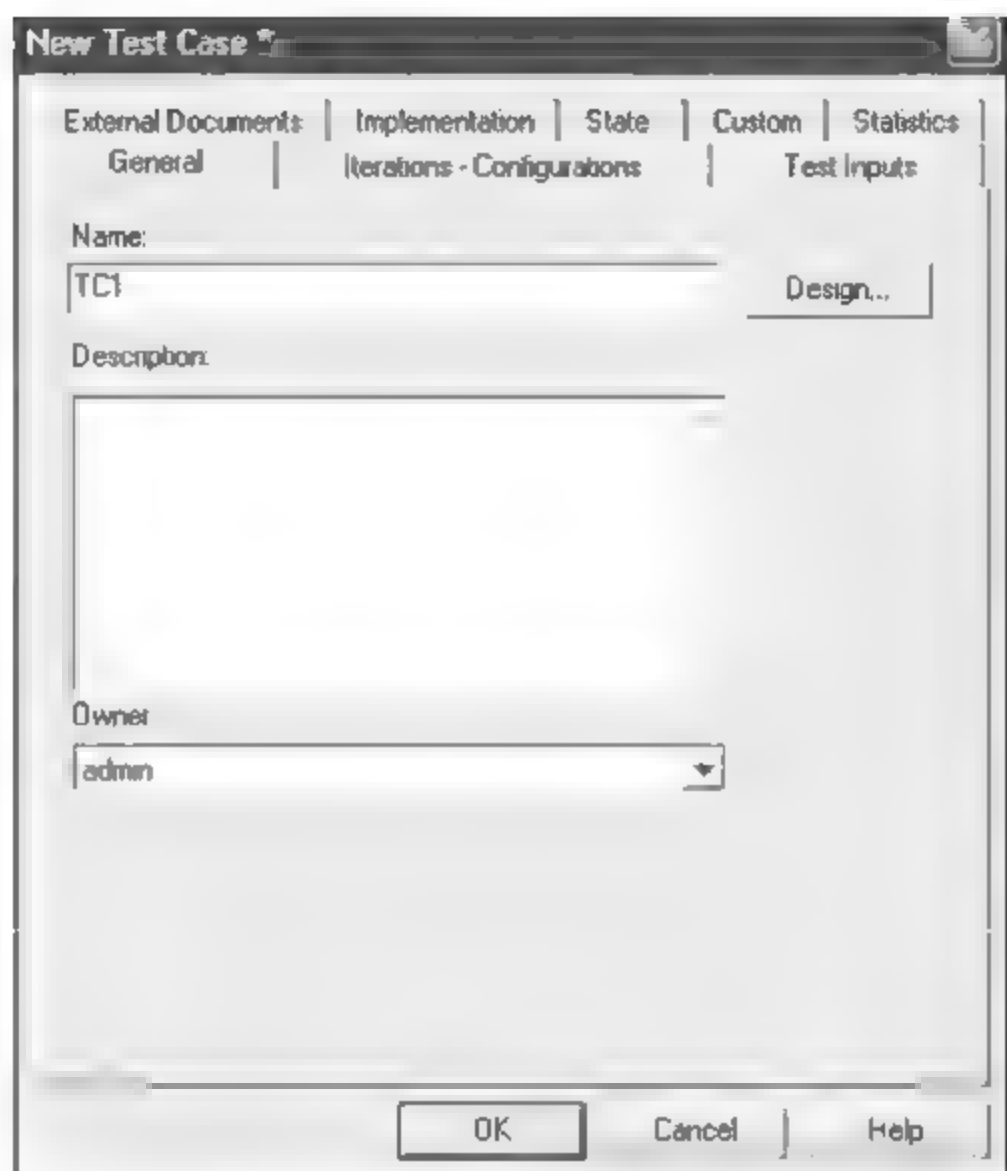 New Test Case *
External Documents Implementation State Custom Statistics
General Iterations - Configurations Test Inputs
Name:
TC1
Design...
Description:
Owner
admin
OK Cancel Help